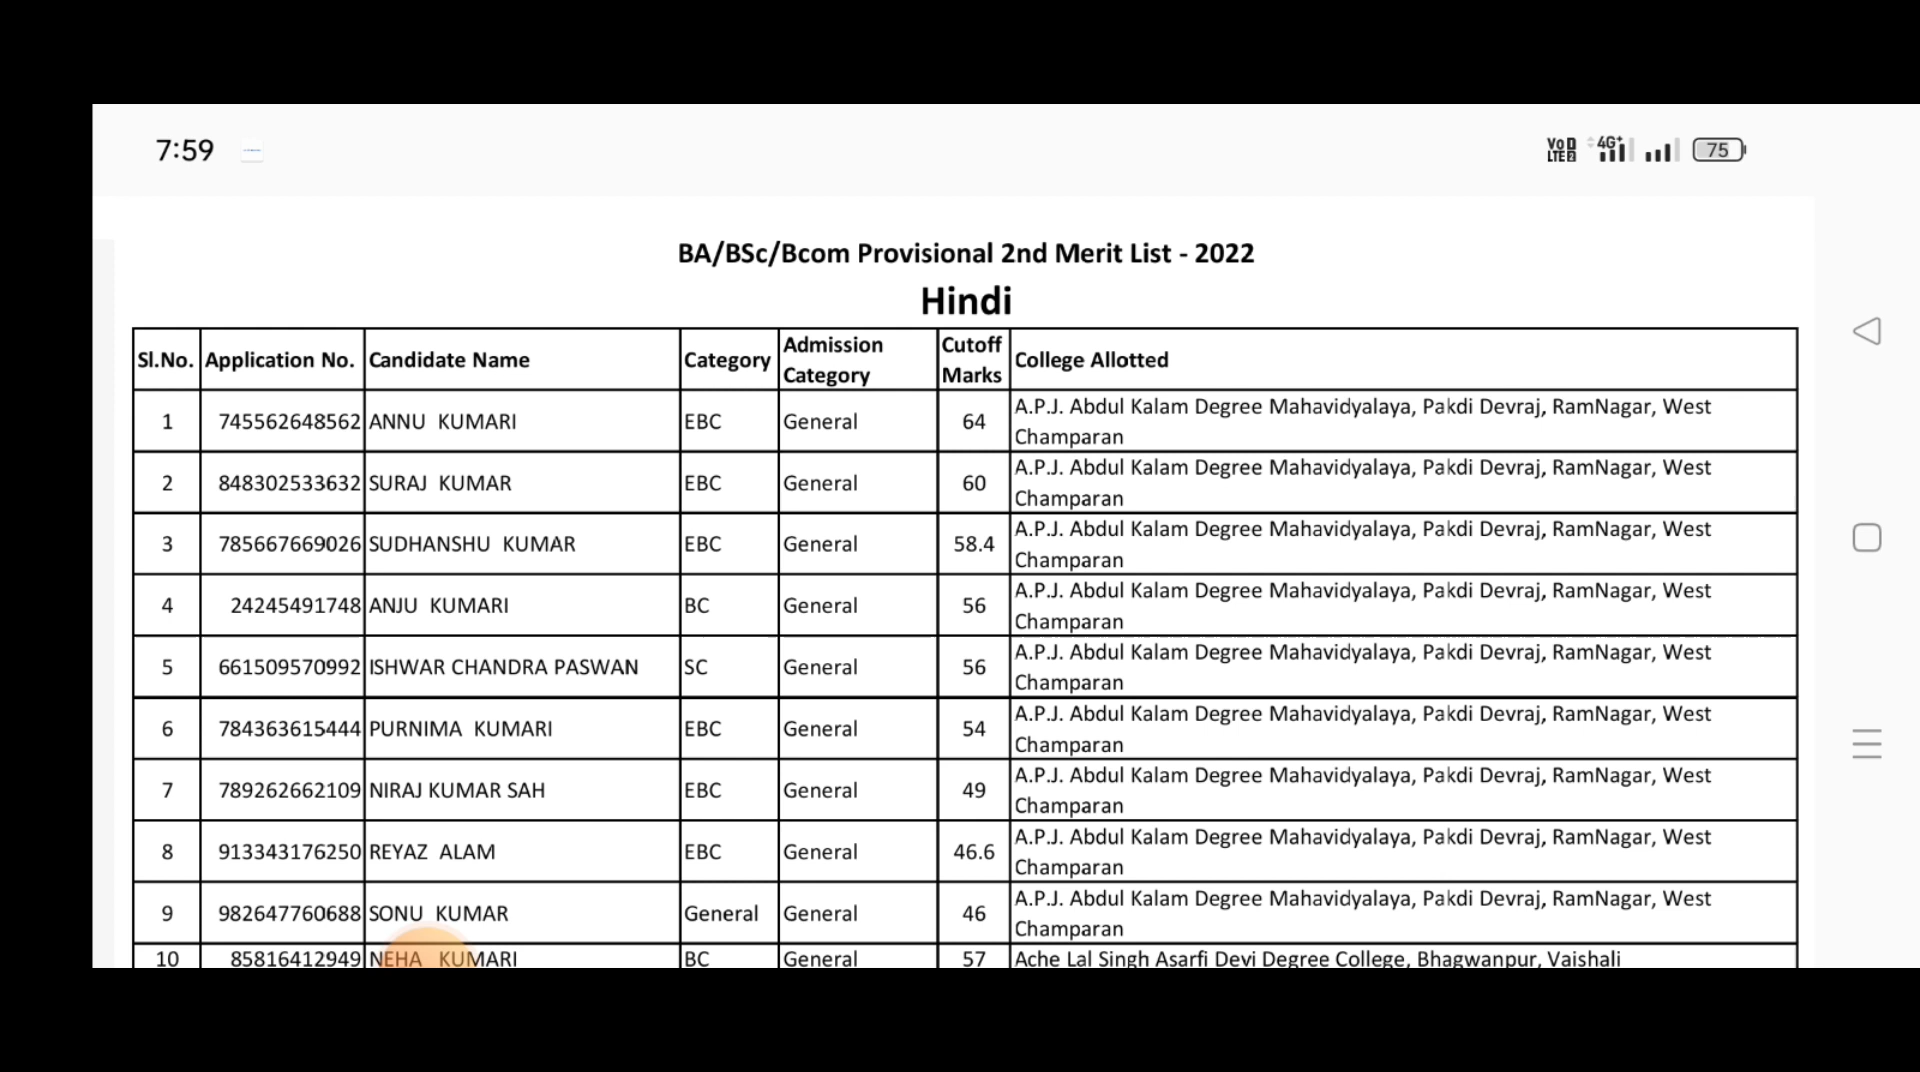 7:59
VoD LTE2 4G+ 75
BA/BSc/Bcom Provisional 2nd Merit List - 2022
Hindi
Sl.No. Application No. Candidate Name Category Admission Category Cutoff Marks College Allotted
1 745562648562 ANNU KUMARI EBC General 64 A.P.J. Abdul Kalam Degree Mahavidyalaya, Pakdi Devraj, RamNagar, West
Champaran
2 848302533632 SURAJ KUMAR EBC General 60 A.P.J. Abdul Kalam Degree Mahavidyalaya, Pakdi Devraj, RamNagar, West
Champaran
3 785667669026 SUDHANSHU KUMAR EBC General 58.4 A.P.J. Abdul Kalam Degree Mahavidyalaya, Pakdi Devraj, RamNagar, West
Champaran
4 24245491748 ANJU KUMARI BC General 56 A.P.J. Abdul Kalam Degree Mahavidyalaya, Pakdi Devraj, RamNagar, West
Champaran
5 661509570992 ISHWAR CHANDRA PASWAN SC General 56 A.P.J. Abdul Kalam Degree Mahavidyalaya, Pakdi Devraj, RamNagar, West
Champaran
6 784363615444 PURNIMA KUMARI EBC General 54 A.P.J. Abdul Kalam Degree Mahavidyalaya, Pakdi Devraj, RamNagar, West
Champaran
7 789262662109 NIRAJ KUMAR SAH EBC General 49 A.P.J. Abdul Kalam Degree Mahavidyalaya, Pakdi Devraj, RamNagar, West
Champaran
8 913343176250 REYAZ ALAM EBC General 46.6 A.P.J. Abdul Kalam Degree Mahavidyalaya, Pakdi Devraj, RamNagar, West
Champaran
9 982647760688 SONU KUMAR General General 46 A.P.J. Abdul Kalam Degree Mahavidyalaya, Pakdi Devraj, RamNagar, West
Champaran
10 85816412949 NEHA KUMARI BC General 57 Ache Lal Singh Asarfi Devi Degree College, Bhagwanpur, Vaishali